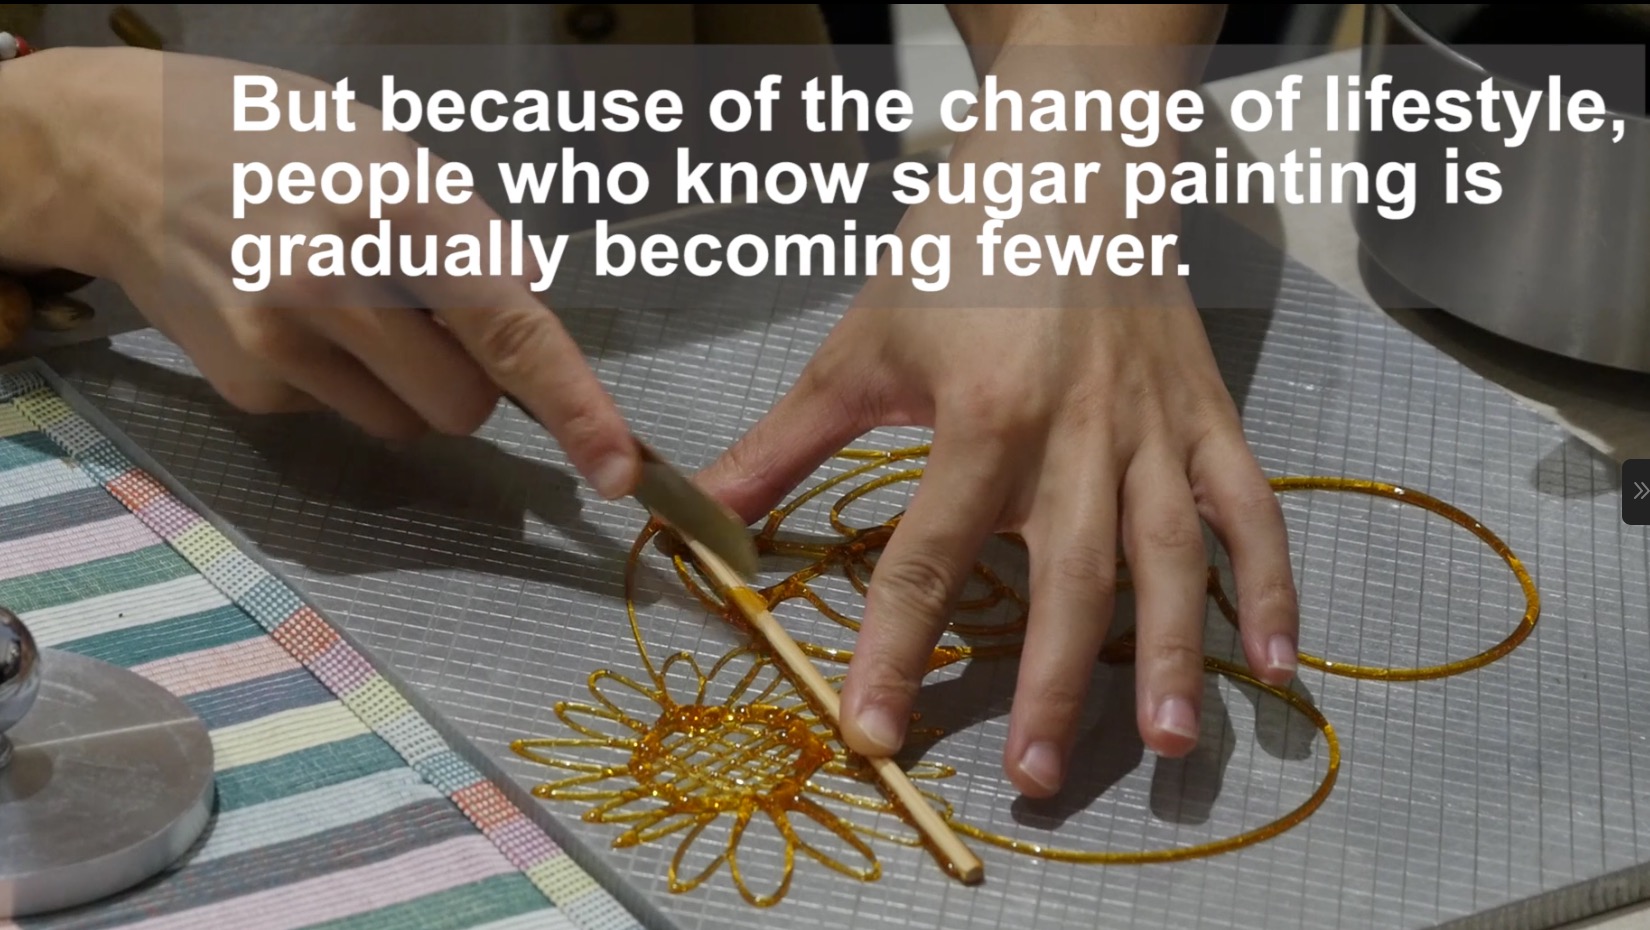 But because of the change of lifestyle,
people who know sugar painting is
gradually becoming fewer.